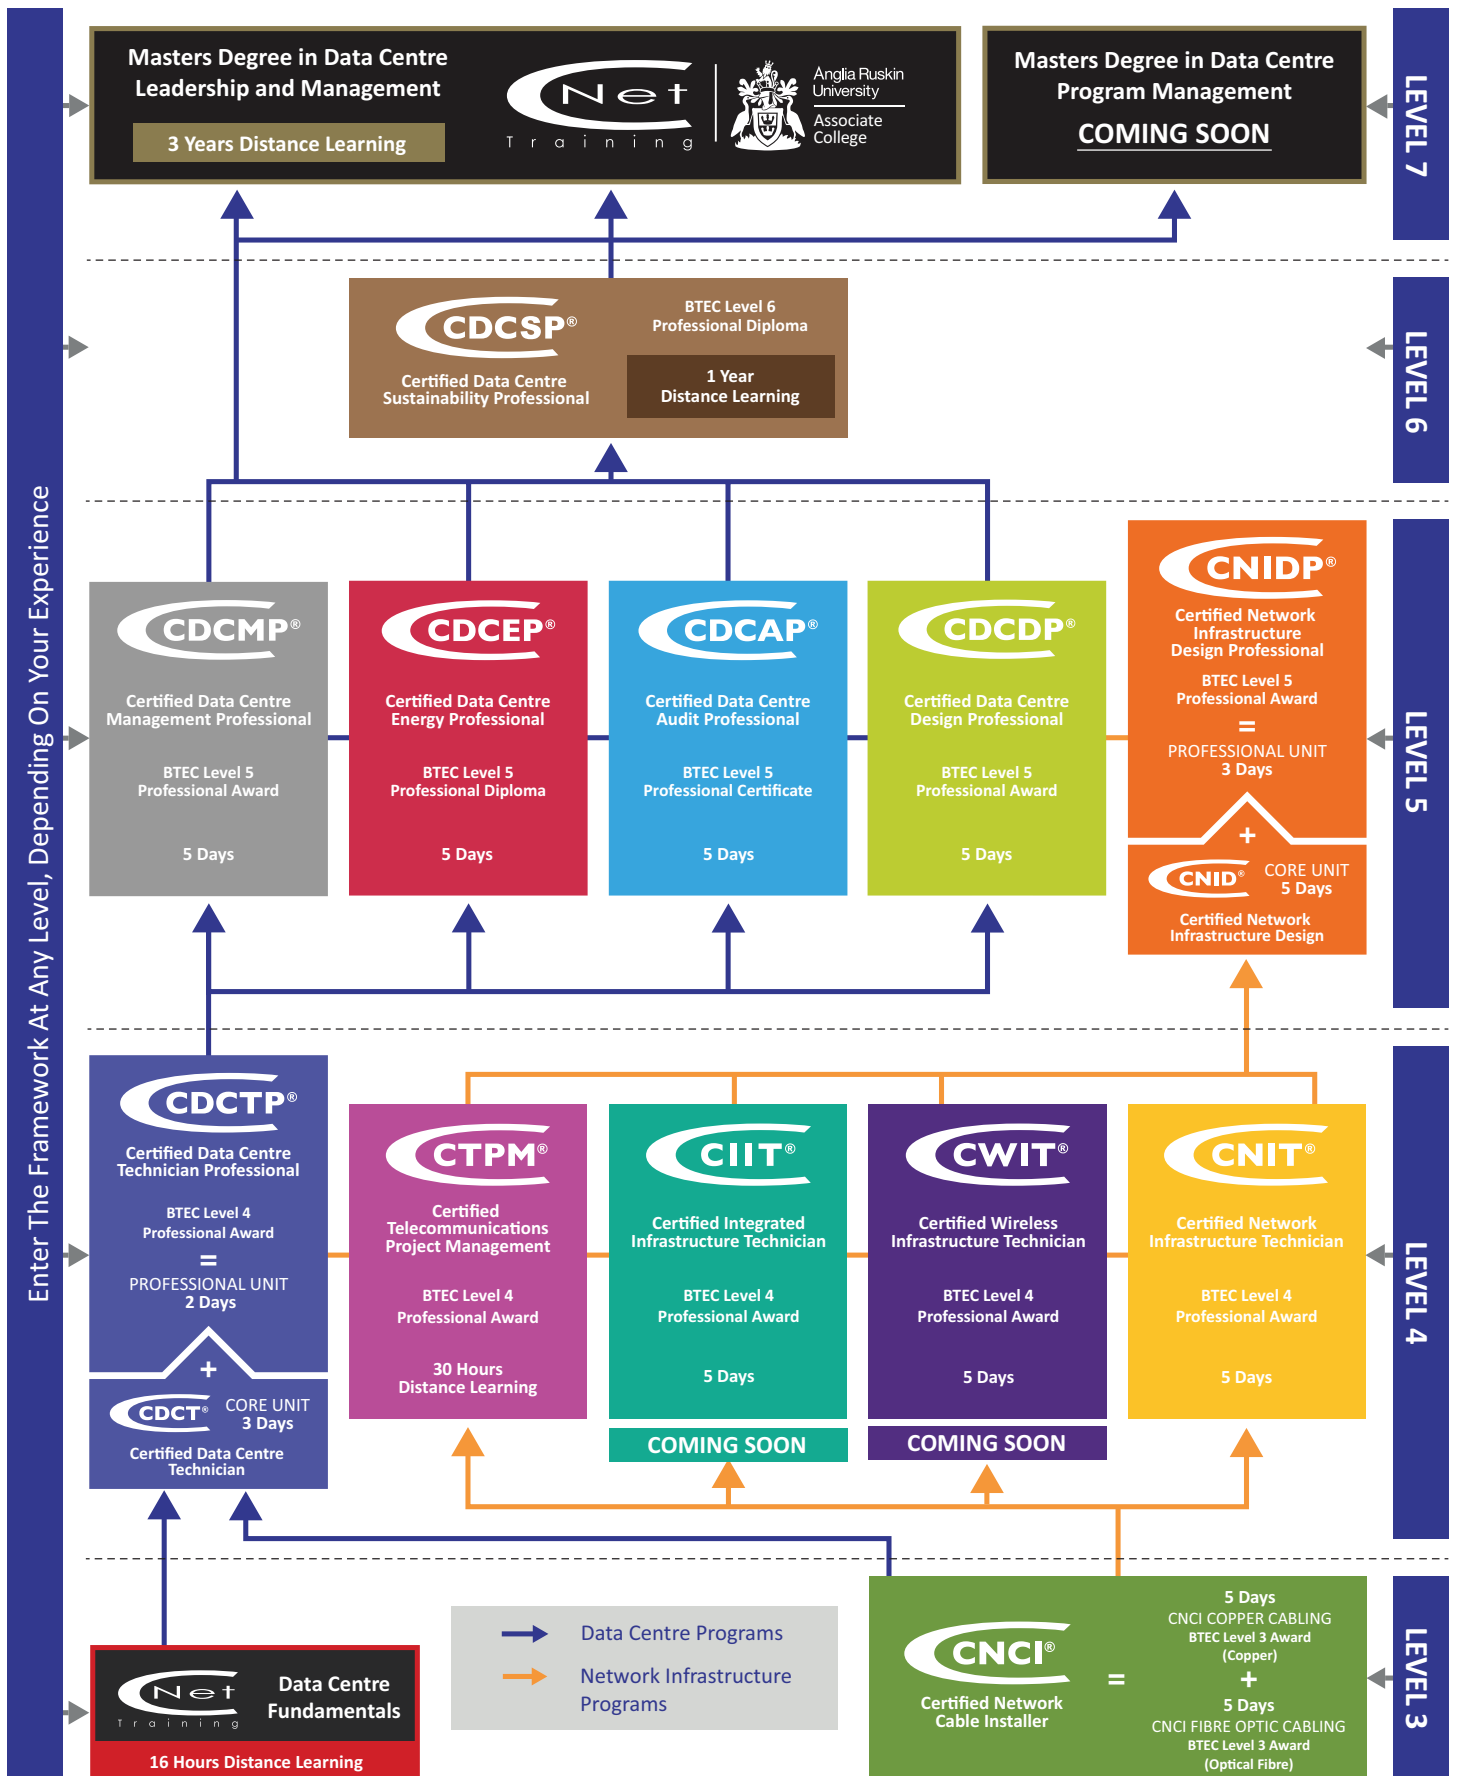 Enter The Framework At Any Level, Depending On Your Experience
Masters Degree in Data Centre
Leadership and Management
3 Years Distance Learning
CNet
Training
Anglia Ruskin
University
Associate
College
Masters Degree in Data Centre
Program Management
COMING SOON
LEVEL 7
CDCSP®
Certified Data Centre
Sustainability Professional
BTEC Level 6
Professional Diploma
1 Year
Distance Learning
LEVEL 6
CDCMP®
Certified Data Centre
Management Professional
BTEC Level 5
Professional Award
5 Days
CDCEP®
Certified Data Centre
Energy Professional
BTEC Level 5
Professional Diploma
5 Days
CDCAP®
Certified Data Centre
Audit Professional
BTEC Level 5
Professional Certificate
5 Days
CDCDP®
Certified Data Centre
Design Professional
BTEC Level 5
Professional Award
5 Days
CNIDP®
Certified Network
Infrastructure
Design Professional
BTEC Level 5
Professional Award
=
PROFESSIONAL UNIT
3 Days
+
CNID®
CORE UNIT
5 Days
Certified Network
Infrastructure Design
LEVEL 5
CDCTP®
Certified Data Centre
Technician Professional
BTEC Level 4
Professional Award
=
PROFESSIONAL UNIT
2 Days
+
CDCT®
CORE UNIT
3 Days
Certified Data Centre
Technician
CTPM®
Certified
Telecommunications
Project Management
BTEC Level 4
Professional Award
30 Hours
Distance Learning
CIIT®
Certified Integrated
Infrastructure Technician
BTEC Level 4
Professional Award
5 Days
COMING SOON
CWIT®
Certified Wireless
Infrastructure Technician
BTEC Level 4
Professional Award
5 Days
COMING SOON
CNIT®
Certified Network
Infrastructure Technician
BTEC Level 4
Professional Award
5 Days
LEVEL 4
CNet
Training
Data Centre
Fundamentals
16 Hours Distance Learning
Data Centre Programs
Network Infrastructure
Programs
CNCI®
Certified Network
Cable Installer
=
5 Days
CNCI COPPER CABLING
BTEC Level 3 Award
(Copper)
+
5 Days
CNCI FIBRE OPTIC CABLING
BTEC Level 3 Award
(Optical Fibre)
LEVEL 3